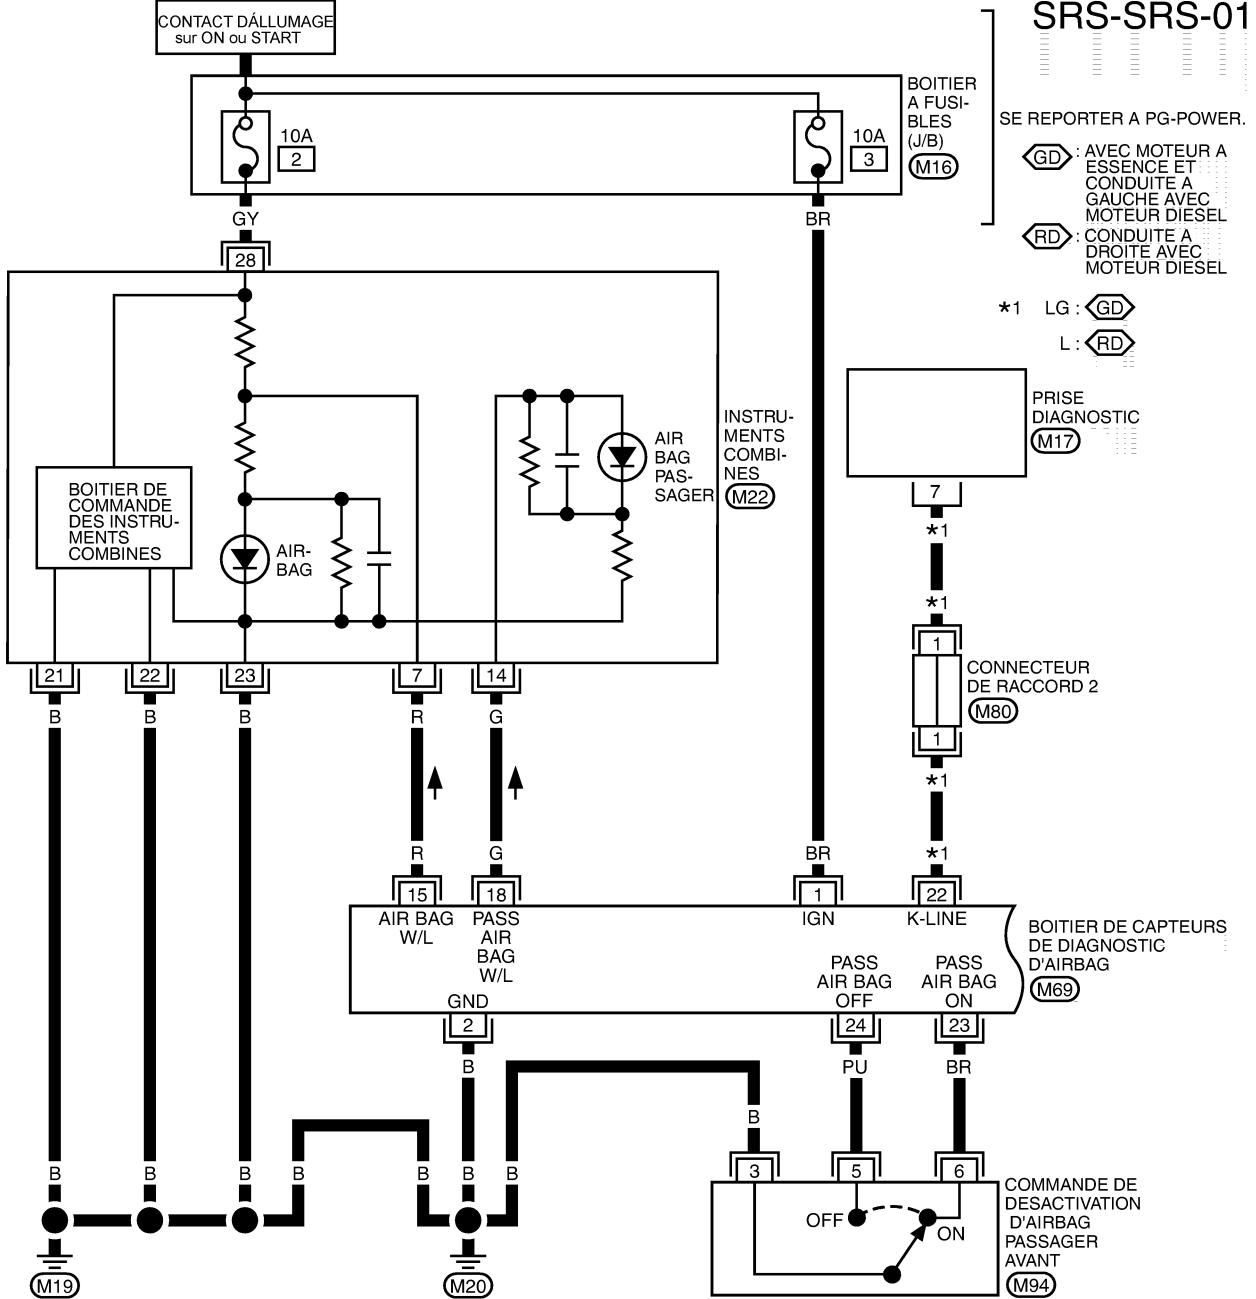 CONTACT DÁLLUMAGE
sur ON ou START
SRS-SRS-01
SE REPORTER A PG-POWER.
GD : AVEC MOTEUR A
ESSENCE ET
CONDUITE A
GAUCHE AVEC
MOTEUR DIESEL
RD : CONDUITE A
DROITE AVEC
MOTEUR DIESEL
*1 LG : GD
L : RD
BOITIER
A FUSI-
BLES
(J/B)
M16
10A
2
10A
3
GY
BR
28
BOITIER DE
COMMANDE
DES INSTRU-
MENTS
COMBINES
AIR-
BAG
AIR
BAG
PAS-
SAGER
INSTRU-
MENTS
COMBI-
NES
M22
PRISE
DIAGNOSTIC
M17
7
*1
*1
1
CONNECTEUR
DE RACCORD 2
M80
1
*1
*1
21
22
23
7
14
B
B
B
R
G
R
G
BR
15
18
1
22
AIR BAG
W/L
PASS
AIR
BAG
W/L
IGN
K-LINE
BOITIER DE CAPTEURS
DE DIAGNOSTIC
D'AIRBAG
M69
GND
PASS
AIR BAG
OFF
PASS
AIR BAG
ON
2
24
23
B
PU
BR
B
B
B
B
B
B
B
B
3
5
6
OFF
ON
COMMANDE DE
DESACTIVATION
D'AIRBAG
PASSAGER
AVANT
M94
M19
M20